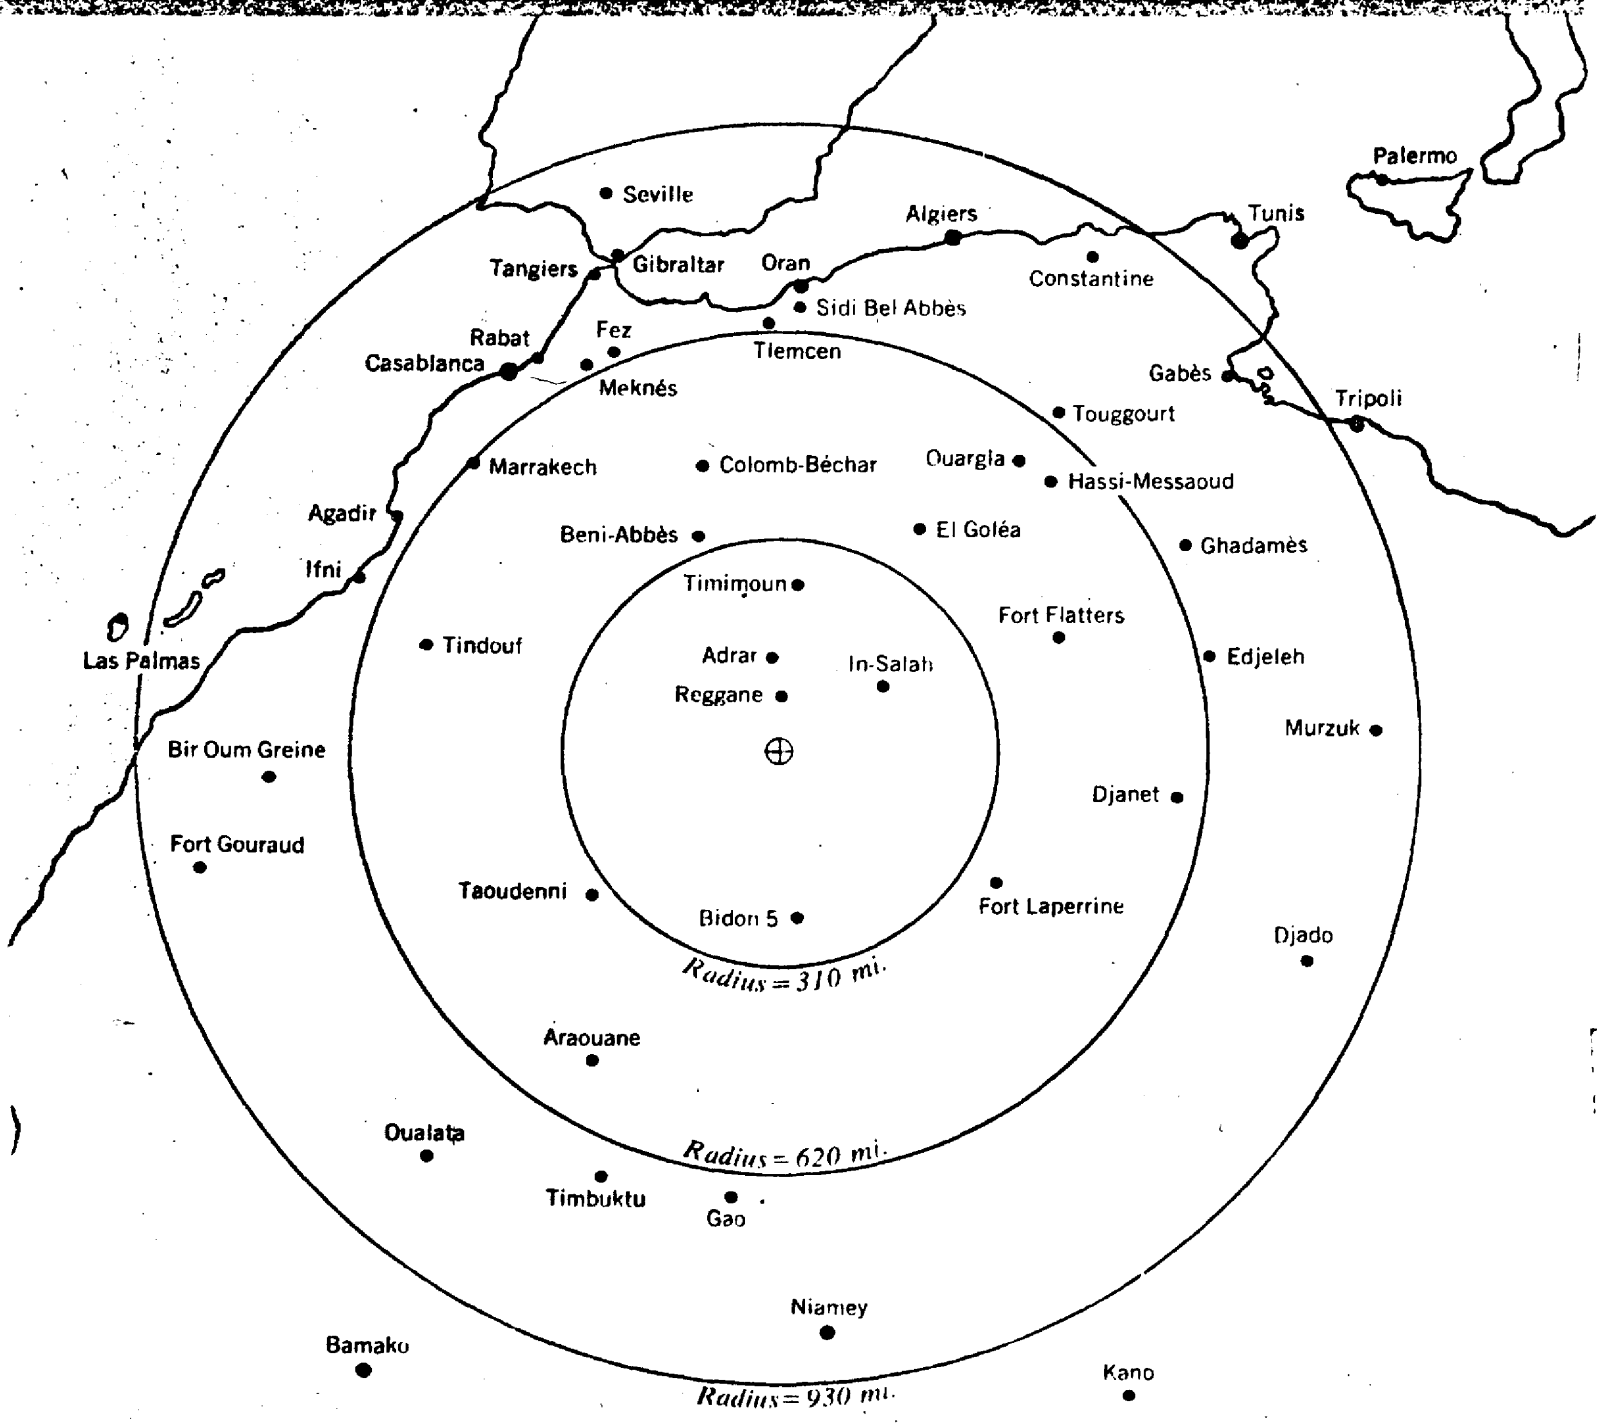 Palermo
Seville
Algiers
Tunis
Tangiers
Gibraltar
Oran
Constantine
Sidi Bel Abbès
Rabat
Fez
Tlemcen
Casablanca
Meknés
Gabès
Tripoli
Touggourt
Marrakech
Colomb-Béchar
Ouargla
Hassi-Messaoud
Agadir
Beni-Abbès
El Goléa
Ghadamès
Ifni
Timimoun
Fort Flatters
Tindouf
Adrar
In-Salah
Edjeleh
Las Palmas
Reggane
Murzuk
Bir Oum Greine
Djanet
Fort Gouraud
Taoudenni
Bidon 5
Fort Laperrine
Djado
Radius = 310 mi.
Araouane
Oualata
Radius = 620 mi.
Timbuktu
Gao
Niamey
Bamako
Kano
Radius = 930 mi.